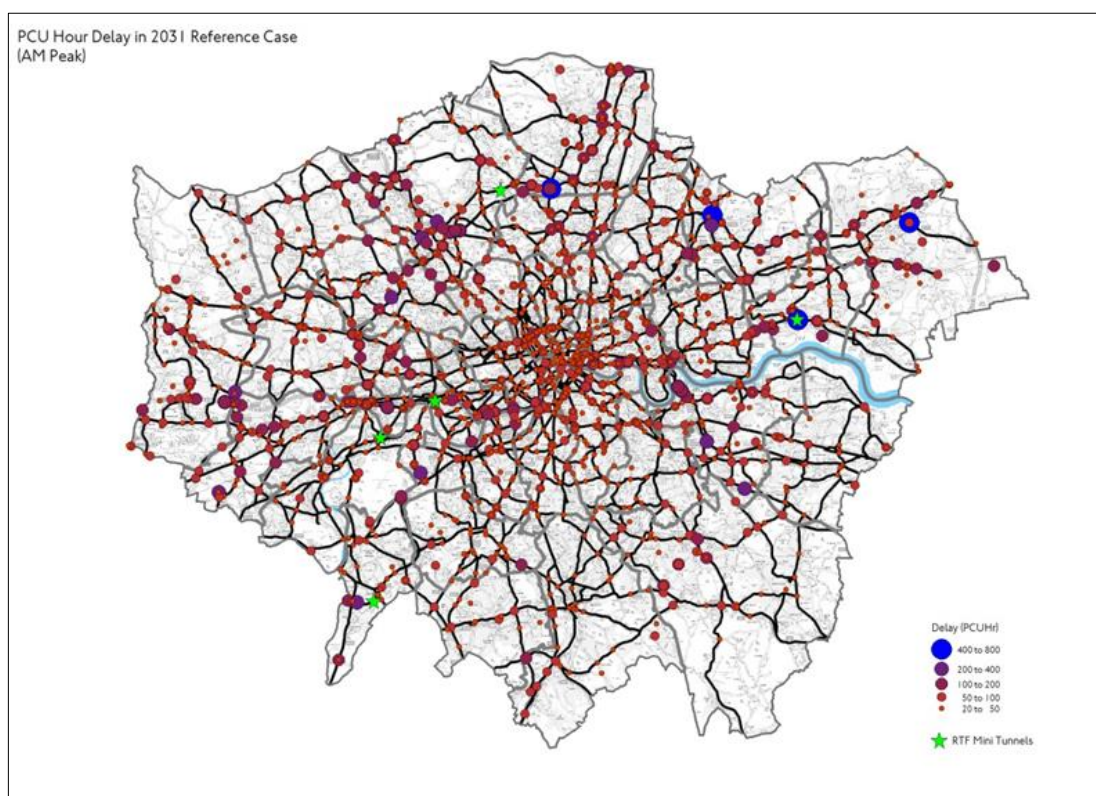 PCU Hour Delay in 2031 Reference Case
(AM Peak)
Delay (PCUHr)
400 to 800
200 to 400
100 to 200
50 to 100
20 to 50
RTF Mini Tunnels